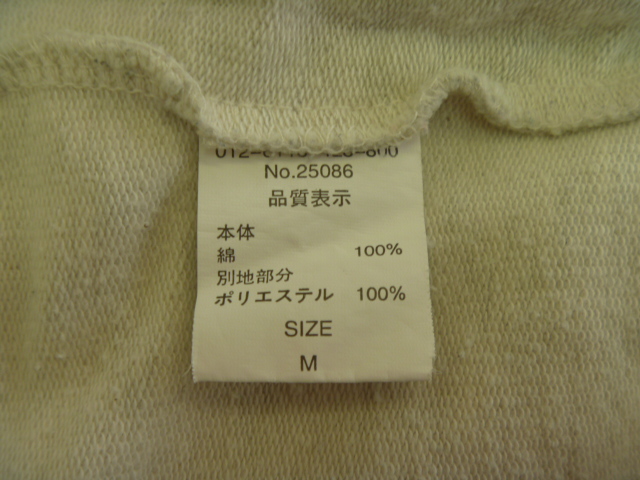 No.25086
品質表示
本体
綿 100%
別地部分
ポリエステル 100%
SIZE
M